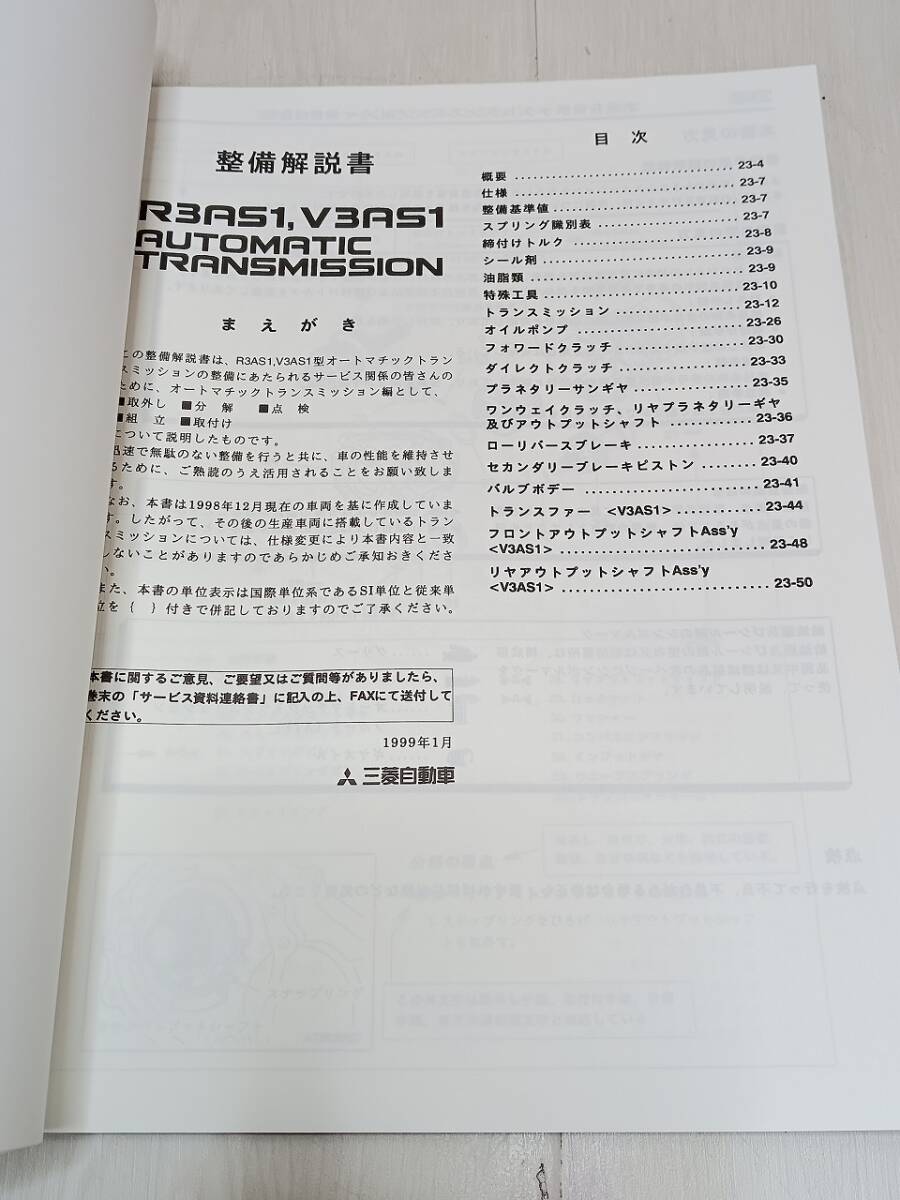 整備解説書
R3AS1, V3AS1
AUTOMATIC
TRANSMISSION
まえがき
この整備解説書は、R3AS1,V3AS1型オートマチックトラン
スミッションの整備にあたられるサービス関係の皆さんの
ために、オートマチックトランスミッション編として、
■取外し ■分 解 ■点 検
■組 立 ■取付け
について説明したものです。
迅速で無駄のない整備を行うと共に、車の性能を維持させ
るために、ご熟読のうえ活用されることをお願い致しま
す。
なお、本書は1998年12月現在の車両を基に作成していま
す。したがって、その後の生産車両に搭載しているトラン
スミッションについては、仕様変更により本書内容と一致
しないことがありますのであらかじめご承知おきくださ
い。
また、本書の単位表示は国際単位系であるSI単位と従来単
位を { } 付きで併記しておりますのでご了承ください。
本書に関するご意見、ご要望又はご質問等がありましたら、
巻末の「サービス資料連絡書」に記入の上、FAXにて送付して
ください。
1999年1月
三菱自動車
目 次
概要 23-4
仕様 23-7
整備基準値 23-7
スプリング識別表 23-7
締付けトルク 23-8
シール剤 23-9
油脂類 23-9
特殊工具 23-10
トランスミッション 23-12
オイルポンプ 23-26
フォワードクラッチ 23-30
ダイレクトクラッチ 23-33
プラネタリーサンギヤ 23-35
ワンウェイクラッチ、リヤプラネタリーギヤ
及びアウトプットシャフト 23-36
ローリバースブレーキ 23-37
セカンダリーブレーキピストン 23-40
バルブボデー 23-41
トランスファー <V3AS1> 23-44
フロントアウトプットシャフトAss'y
<V3AS1> 23-48
リヤアウトプットシャフトAss'y
<V3AS1> 23-50